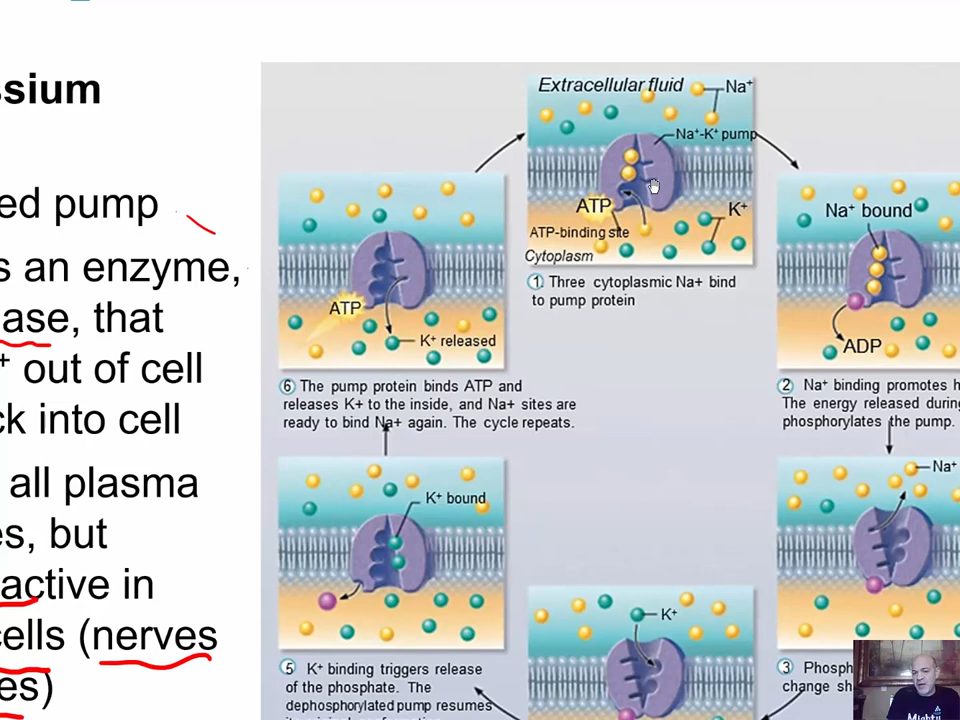 ssium
ed pump
s an enzyme,
ase, that
+ out of cell
ck into cell
all plasma
es, but
active in
cells (nerves
es)
Extracellular fluid
Na+
Na+-K+ pump
ATP
K+
ATP-binding site
Cytoplasm
1. Three cytoplasmic Na+ bind
to pump protein
Na+ bound
ADP
2 Na+ binding promotes h
The energy released during
phosphorylates the pump.
Na+
3 Phosph
change sh
K+
K+ bound
5 K+ binding triggers release
of the phosphate. The
dephosphorylated pump resumes
ATP
K+ released
6 The pump protein binds ATP and
releases K+ to the inside, and Na+ sites are
ready to bind Na+ again. The cycle repeats.
Mighty